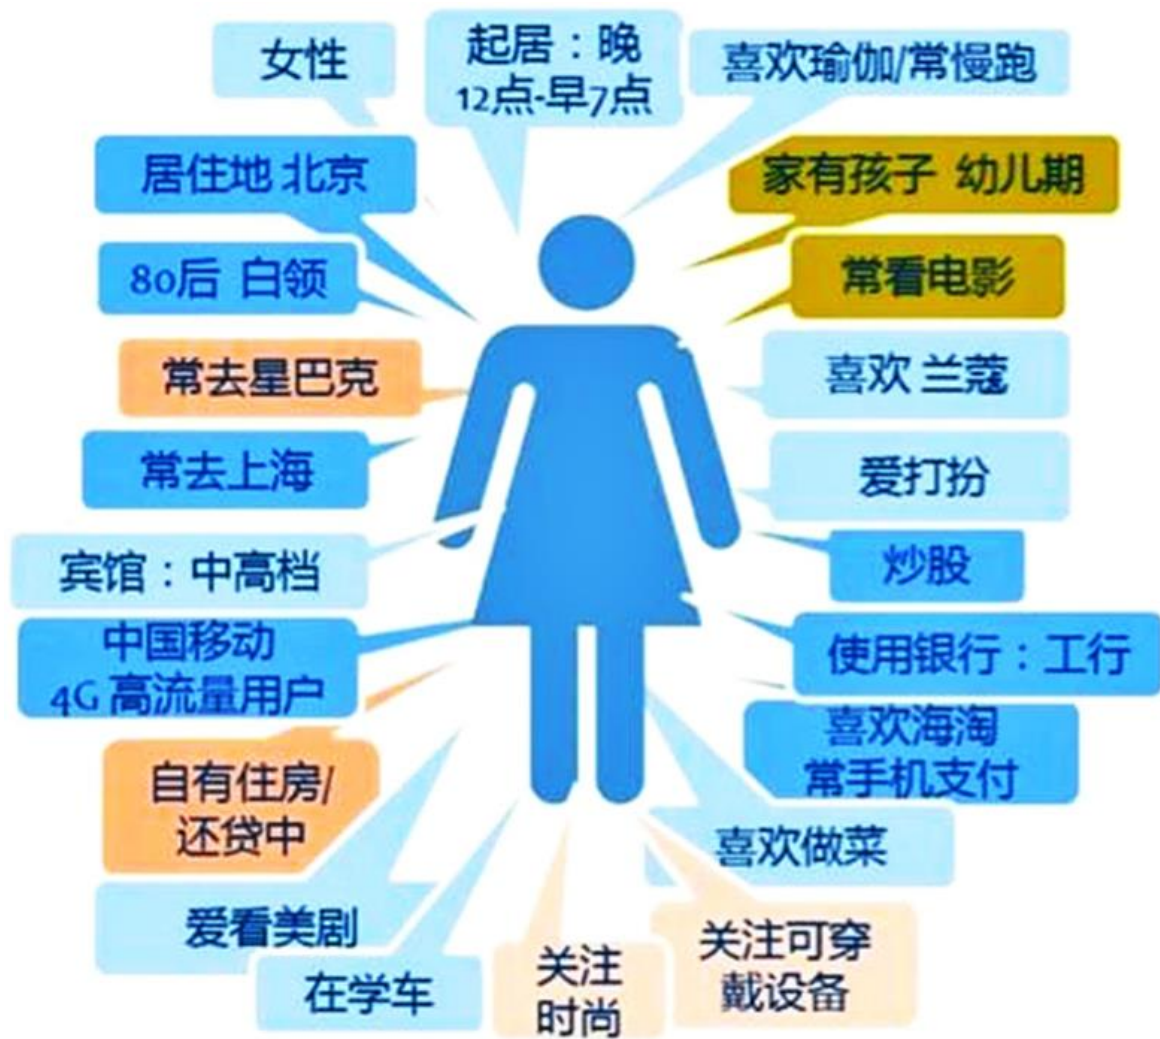 女性
起居：晚
12点-早7点
喜欢瑜伽/常慢跑
居住地 北京
家有孩子 幼儿期
80后 白领
常看电影
常去星巴克
喜欢 兰蔻
常去上海
爱打扮
宾馆：中高档
炒股
中国移动
4G 高流量用户
使用银行：工行
自有住房/
还贷中
喜欢海淘
常手机支付
爱看美剧
喜欢做菜
在学车
关注
时尚
关注可穿
戴设备